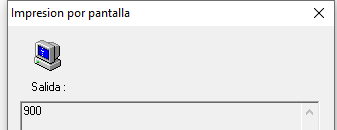 Impresion por pantalla
Salida :
900